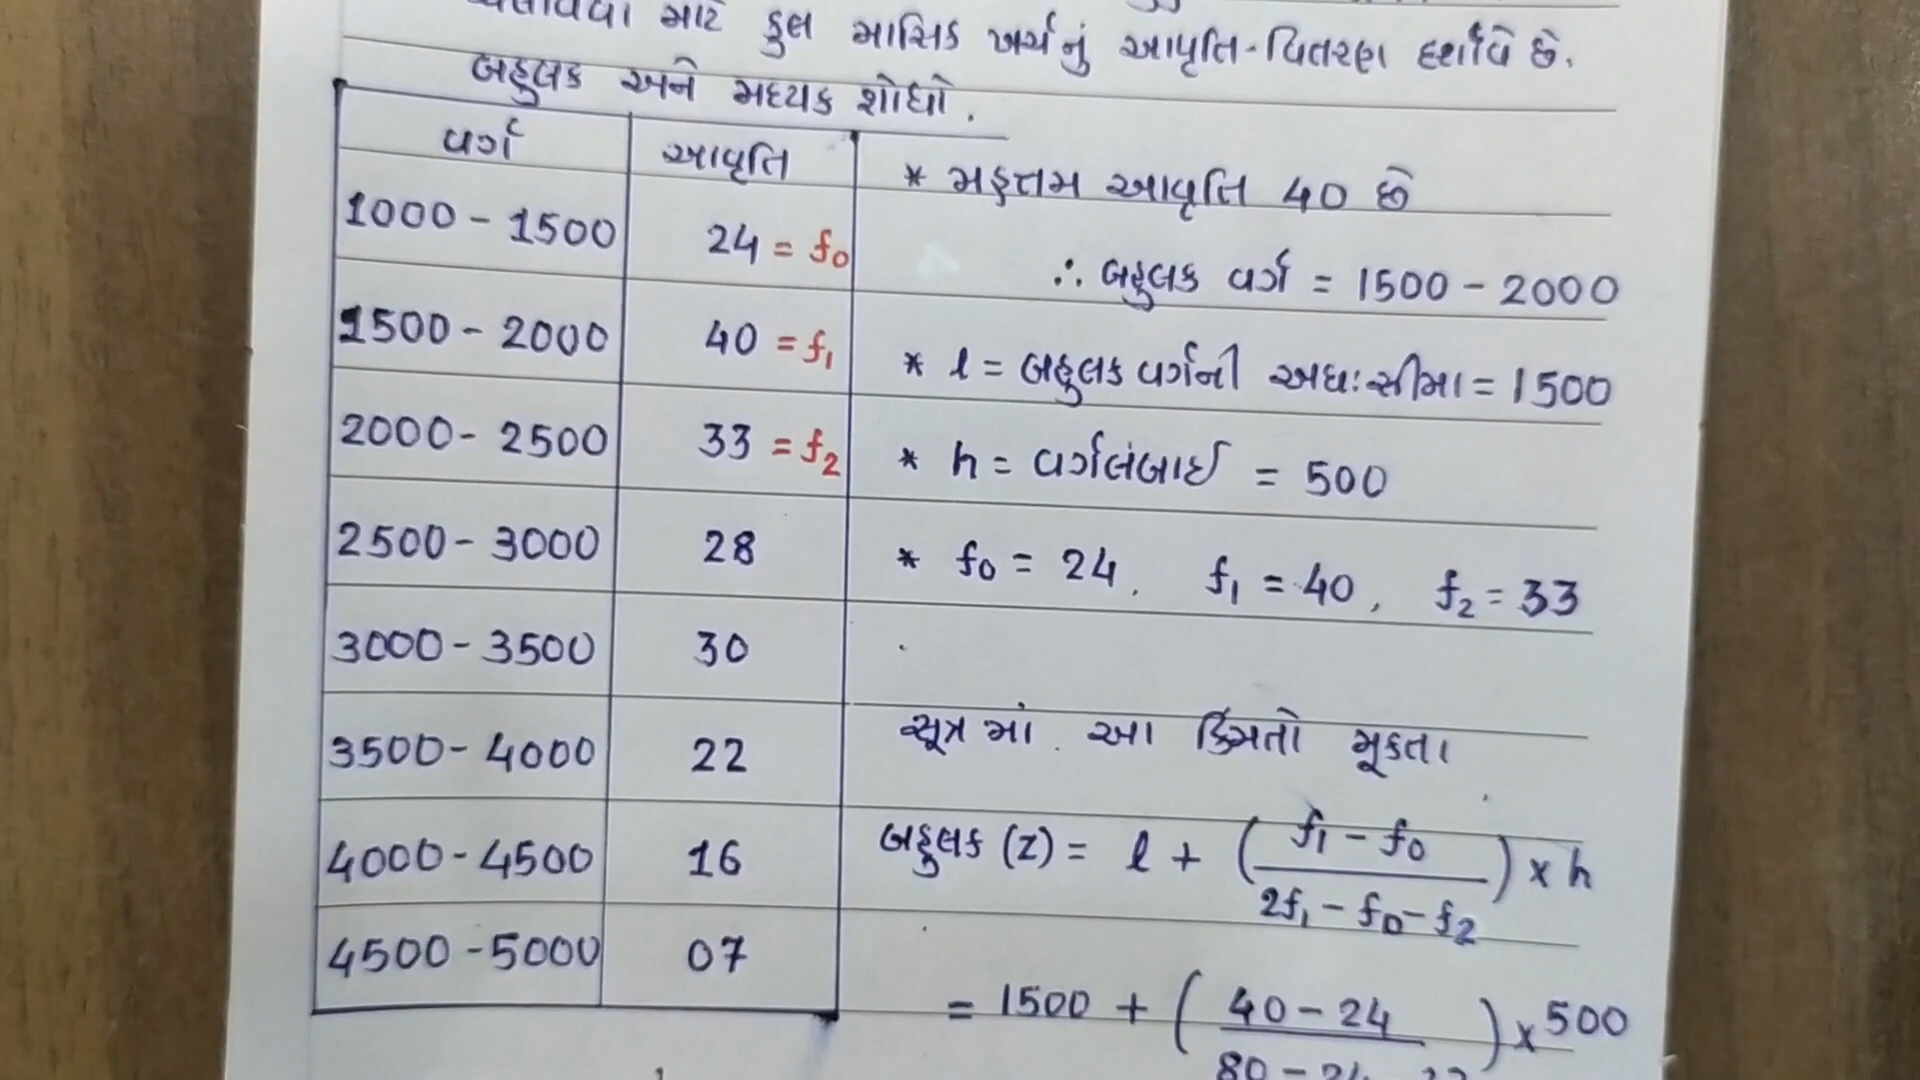 માટે કુલ માસિક ખર્ચનું આવૃતિ-વિતરણ દર્શાવે છે.
બહુલક અને મધ્યક શોધો.
વર્ગ આવૃતિ
1000 - 1500 24 = f0
1500 - 2000 40 = f1
2000 - 2500 33 = f2
2500 - 3000 28
3000 - 3500 30
3500 - 4000 22
4000 - 4500 16
4500 - 5000 07
* મહત્તમ આવૃતિ 40 છે
∴ બહુલક વર્ગ = 1500 - 2000
* l = બહુલક વર્ગની અધઃસીમા = 1500
* h = વર્ગલંબાઈ = 500
* f0 = 24, f1 = 40, f2 = 33
સૂત્ર માં આ કિંમતો મૂકતા
બહુલક (Z) = l + (f1 - f0 / 2f1 - f0 - f2) × h
= 1500 + (40 - 24 / 80 - 24 ) × 500